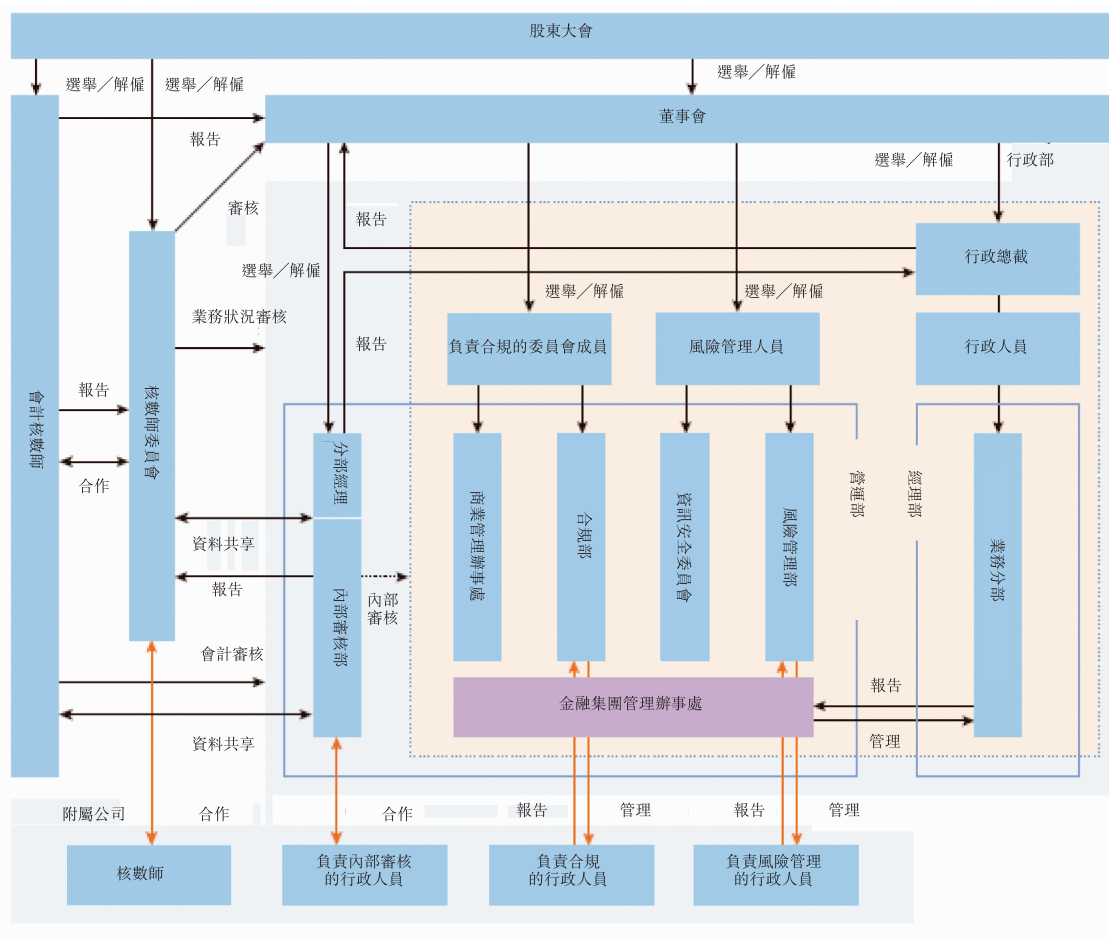 股東大會
選舉／解僱
選舉／解僱
選舉／解僱
董事會
報告
選舉／解僱
行政部
審核
報告
行政總裁
選舉／解僱
選舉／解僱
選舉／解僱
業務狀況審核
報告
負責合規的委員會成員
風險管理人員
行政人員
報告
會計核數師
核數師委員會
合作
分部經理
商業管理辦事處
合規部
資訊安全委員會
風險管理部
營運部
經理部
業務分部
資料共享
報告
內部
審核
內部審核部
會計審核
金融集團管理辦事處
報告
管理
資料共享
附屬公司
合作
合作
報告
管理
報告
管理
核數師
負責內部審核
的行政人員
負責合規
的行政人員
負責風險管理
的行政人員